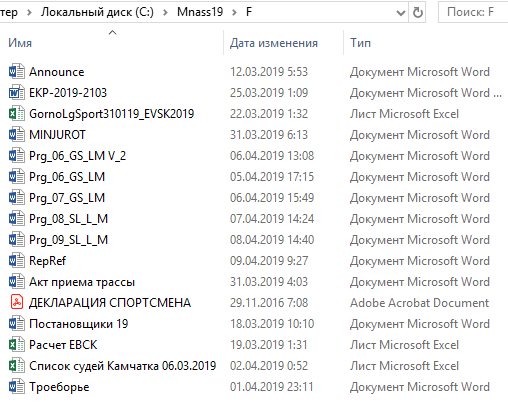 тер > Локальный диск (C:) > Mnass19 > F Поиск: F
Имя Дата изменения Тип
Announce 12.03.2019 5:53 Документ Microsoft Word
EKP-2019-2103 25.03.2019 1:09 Документ Microsoft Word ...
GornoLgSport310119_EVSK2019 22.03.2019 1:32 Лист Microsoft Excel
MINJUROT 31.03.2019 6:13 Документ Microsoft Word
Prg_06_GS_LM V_2 06.04.2019 13:08 Документ Microsoft Word
Prg_06_GS_LM 05.04.2019 17:15 Документ Microsoft Word
Prg_07_GS_LM 06.04.2019 15:49 Документ Microsoft Word
Prg_08_SL_L_M 07.04.2019 14:24 Документ Microsoft Word
Prg_09_SL_L_M 08.04.2019 14:40 Документ Microsoft Word
RepRef 09.04.2019 9:27 Документ Microsoft Word
Акт приема трассы 31.03.2019 4:03 Документ Microsoft Word
ДЕКЛАРАЦИЯ СПОРТСМЕНА 29.11.2016 7:08 Adobe Acrobat Document
Постановщики 19 18.03.2019 10:10 Документ Microsoft Word
Расчет ЕВСК 19.03.2019 1:31 Лист Microsoft Excel
Список судей Камчатка 06.03.2019 02.04.2019 0:52 Лист Microsoft Excel
Троеборье 01.04.2019 23:11 Документ Microsoft Word